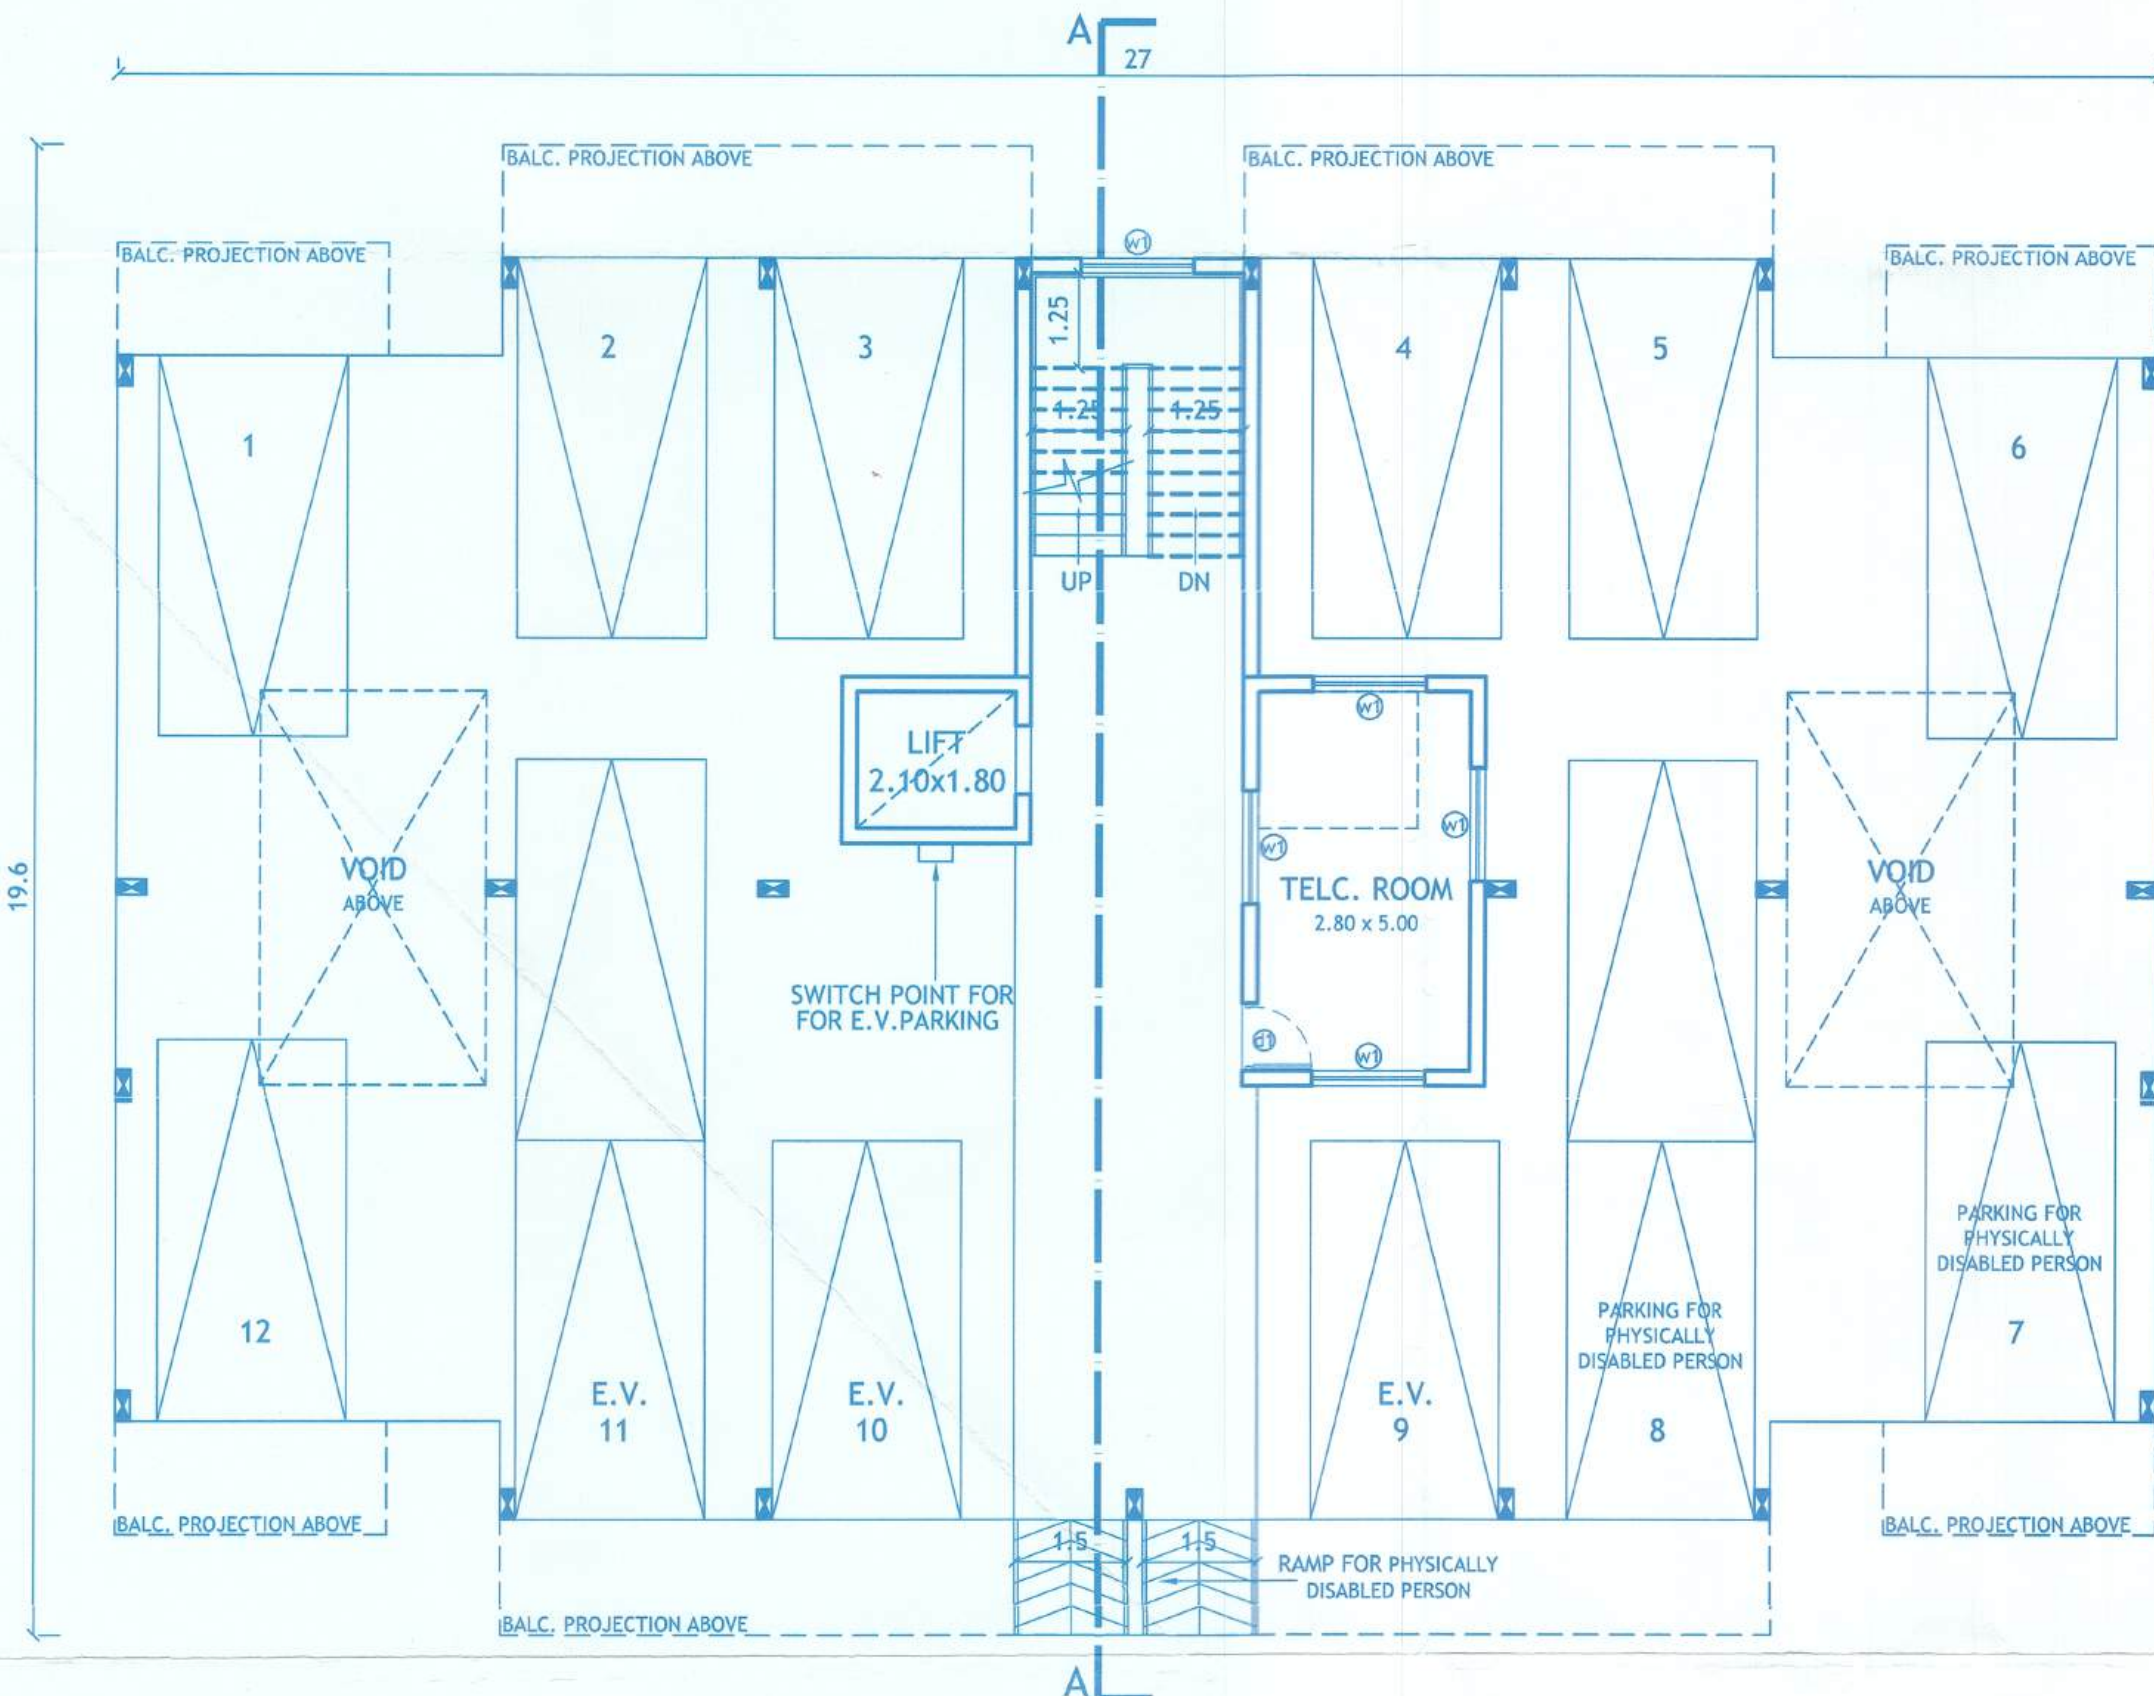 A
27
BALC. PROJECTION ABOVE
BALC. PROJECTION ABOVE
BALC. PROJECTION ABOVE
w1
BALC. PROJECTION ABOVE
1.25
2
3
4
5
1
1.25
1.25
6
UP
DN
w1
LIFT
2.10x1.80
w1
w1
19.6
VOID
ABOVE
TELC. ROOM
2.80 x 5.00
VOID
ABOVE
SWITCH POINT FOR
FOR E.V.PARKING
d1
w1
PARKING FOR
PHYSICALLY
DISABLED PERSON
7
12
PARKING FOR
PHYSICALLY
DISABLED PERSON
8
E.V.
11
E.V.
10
E.V.
9
BALC. PROJECTION ABOVE
BALC. PROJECTION ABOVE
1.5
1.5
RAMP FOR PHYSICALLY
DISABLED PERSON
BALC. PROJECTION ABOVE
A